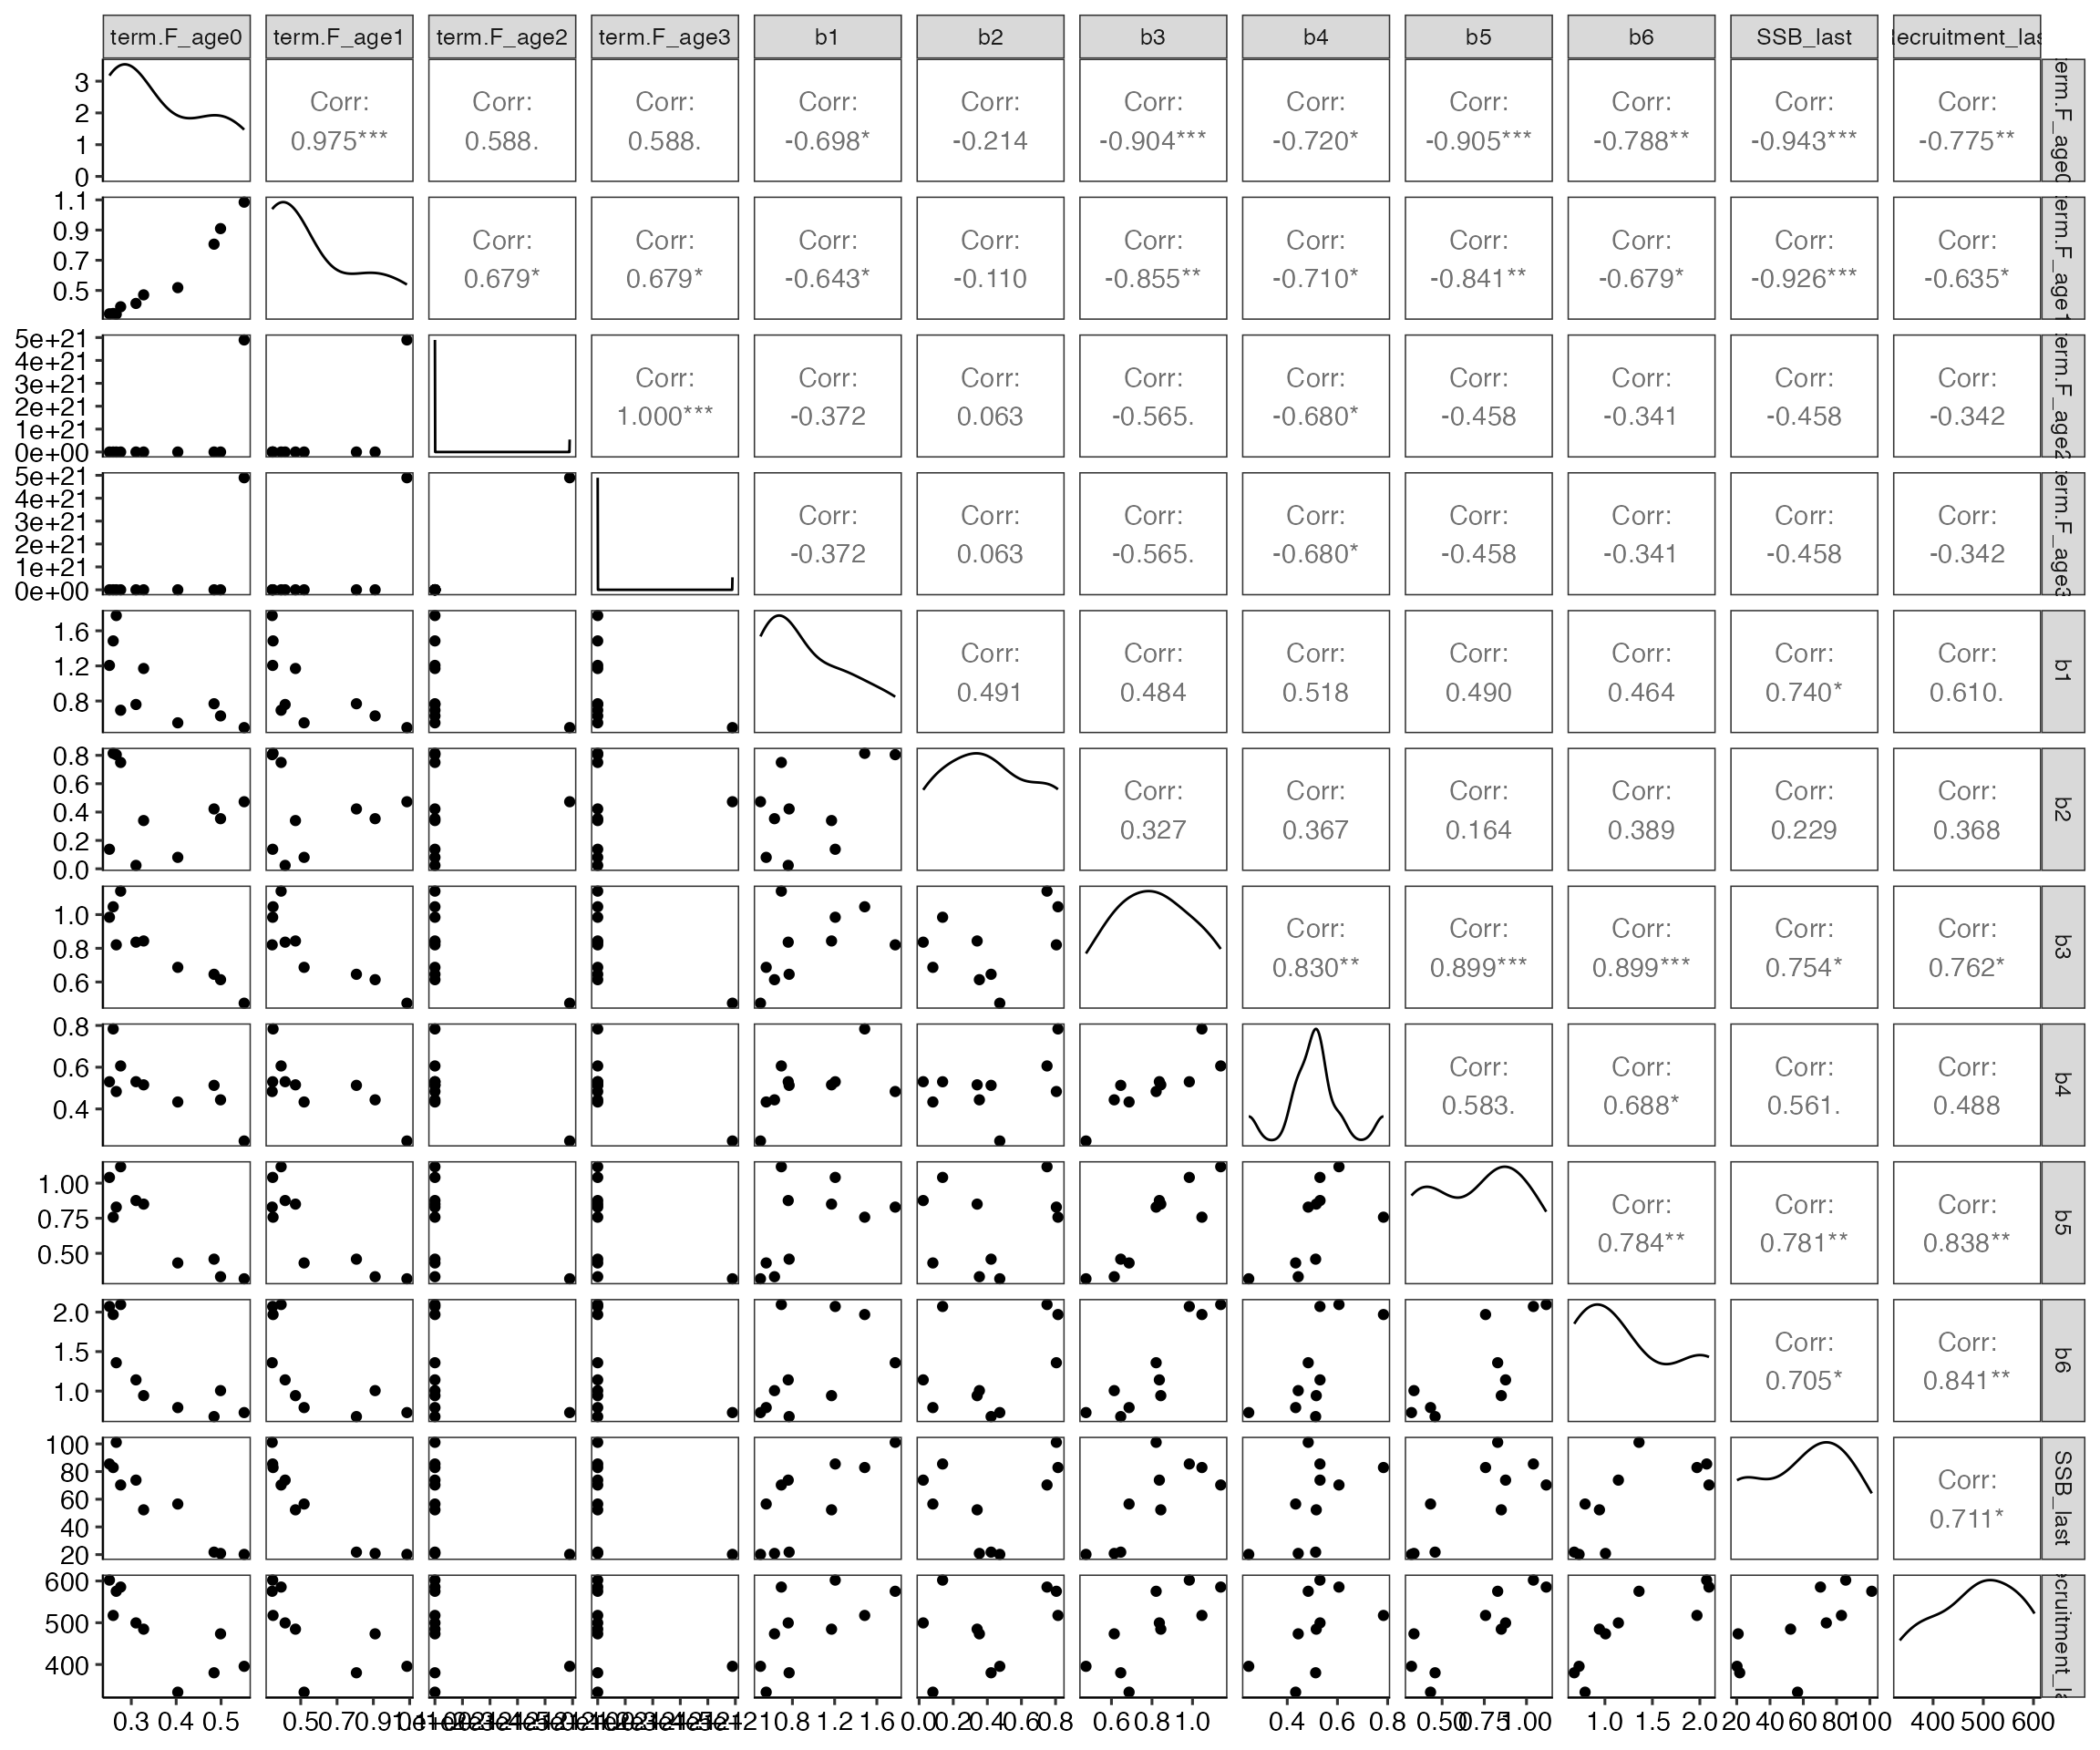 term.F_age0 term.F_age1 term.F_age2 term.F_age3 b1 b2 b3 b4 b5 b6 SSB_last ecruitment_las
3
2
1
0
Corr: Corr: Corr: Corr: Corr: Corr: Corr: Corr: Corr: Corr: Corr:
0.975*** 0.588. 0.588. -0.698* -0.214 -0.904*** -0.720* -0.905*** -0.788** -0.943*** -0.775**
term.F_age0
1.1
0.9
0.7
0.5
Corr: Corr: Corr: Corr: Corr: Corr: Corr: Corr: Corr: Corr:
0.679* 0.679* -0.643* -0.110 -0.855** -0.710* -0.841** -0.679* -0.926*** -0.635*
term.F_age1
5e+21
4e+21
3e+21
2e+21
1e+21
0e+00
Corr: Corr: Corr: Corr: Corr: Corr: Corr: Corr: Corr:
1.000*** -0.372 0.063 -0.565. -0.680* -0.458 -0.341 -0.458 -0.342
term.F_age2
5e+21
4e+21
3e+21
2e+21
1e+21
0e+00
Corr: Corr: Corr: Corr: Corr: Corr: Corr: Corr:
-0.372 0.063 -0.565. -0.680* -0.458 -0.341 -0.458 -0.342
term.F_age3
1.6
1.2
0.8
Corr: Corr: Corr: Corr: Corr: Corr: Corr:
0.491 0.484 0.518 0.490 0.464 0.740* 0.610.
b1
0.8
0.6
0.4
0.2
0.0
Corr: Corr: Corr: Corr: Corr: Corr:
0.327 0.367 0.164 0.389 0.229 0.368
b2
1.0
0.8
0.6
Corr: Corr: Corr: Corr: Corr:
0.830** 0.899*** 0.899*** 0.754* 0.762*
b3
0.8
0.6
0.4
Corr: Corr: Corr: Corr:
0.583. 0.688* 0.561. 0.488
b4
1.00
0.75
0.50
Corr: Corr: Corr:
0.784** 0.781** 0.838**
b5
2.0
1.5
1.0
Corr: Corr:
0.705* 0.841**
b6
100
80
60
40
20
Corr:
0.711*
SSB_last
600
500
400
ecruitment_la
0.3 0.4 0.5 0.5 0.7 0.9 1.1 0.8 1.2 1.6 0.0 0.2 0.4 0.6 0.8 0.6 0.8 1.0 0.4 0.6 0.8 0.50 0.75 1.00 1.0 1.5 2.0 20 40 60 80 100 400 500 600